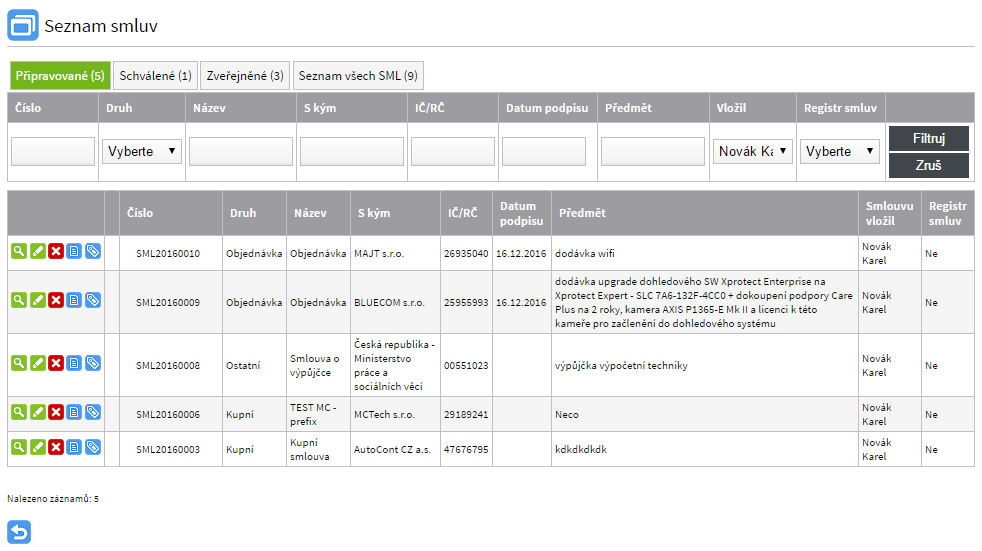 Seznam smluv
Připravované (5) Schválené (1) Zveřejněné (3) Seznam všech SML (9)
Číslo Druh Název S kým IČ/RČ Datum podpisu Předmět Vložil Registr smluv
Vyberte Novák Ka Vyberte Filtruj
Zruš
Číslo Druh Název S kým IČ/RČ Datum podpisu Předmět Smlouvu vložil Registr smluv
SML20160010 Objednávka Objednávka MAJT s.r.o. 26935040 16.12.2016 dodávka wifi Novák Karel Ne
SML20160009 Objednávka Objednávka BLUECOM s.r.o. 25955993 16.12.2016 dodávka upgrade dohledového SW Xprotect Enterprise na
Xprotect Expert - SLC 7A6-132F-4CC0 + dokoupení podpory Care
Plus na 2 roky, kamera AXIS P1365-E Mk II a licenci k této
kameře pro začlenění do dohledového systému Novák Karel Ne
SML20160008 Ostatní Smlouva o výpůjčce Česká republika - Ministerstvo práce a sociálních věcí 00551023 výpůjčka výpočetní techniky Novák Karel Ne
SML20160006 Kupní TEST MC - prefix MCTech s.r.o. 29189241 Neco Novák Karel Ne
SML20160003 Kupní Kupní smlouva AutoCont CZ a.s. 47676795 kdkdkdkdk Novák Karel Ne
Nalezeno záznamů: 5